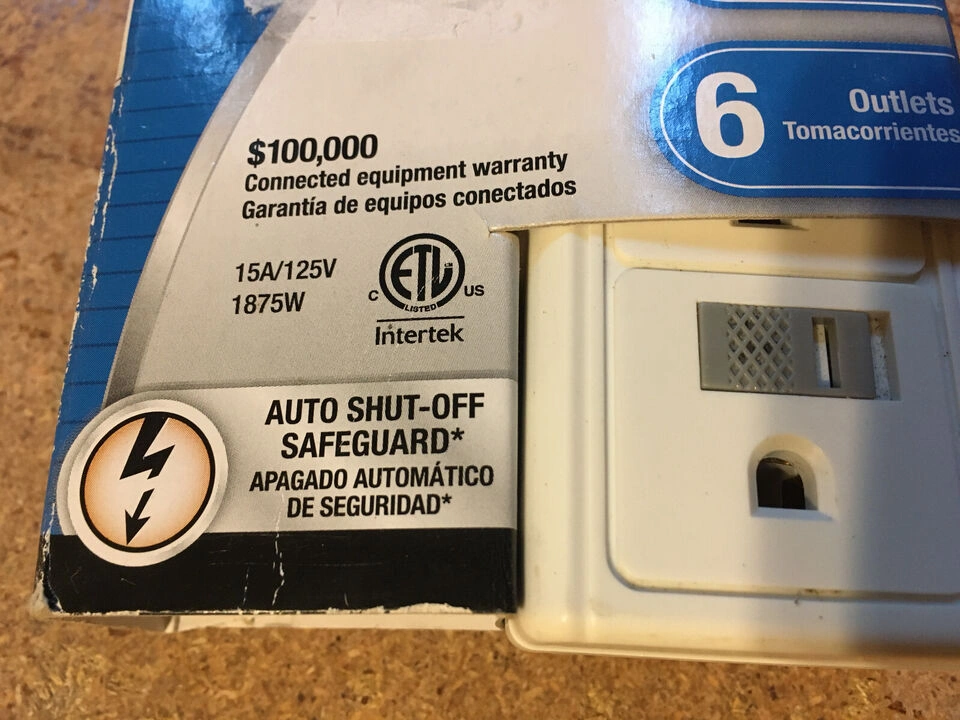 6
Outlets
Tomacorrientes
$100,000
Connected equipment warranty
Garantía de equipos conectados
15A/125V
1875W
ETL
C LISTED US
Intertek
AUTO SHUT-OFF
SAFEGUARD*
APAGADO AUTOMÁTICO
DE SEGURIDAD*